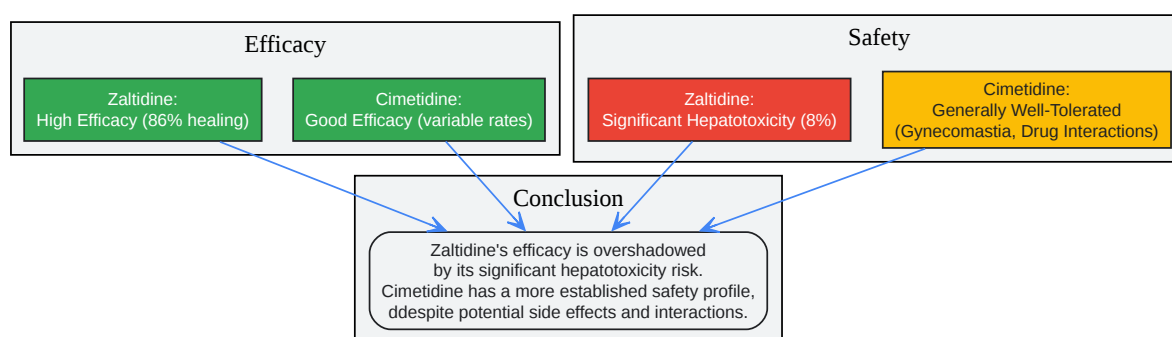 Efficacy
Zaltidine:
High Efficacy (86% healing)
Cimetidine:
Good Efficacy (variable rates)
Safety
Zaltidine:
Significant Hepatotoxicity (8%)
Cimetidine:
Generally Well-Tolerated
(Gynecomastia, Drug Interactions)
Conclusion
Zaltidine's efficacy is overshadowed
by its significant hepatotoxicity risk.
Cimetidine has a more established safety profile,
ddespite potential side effects and interactions.